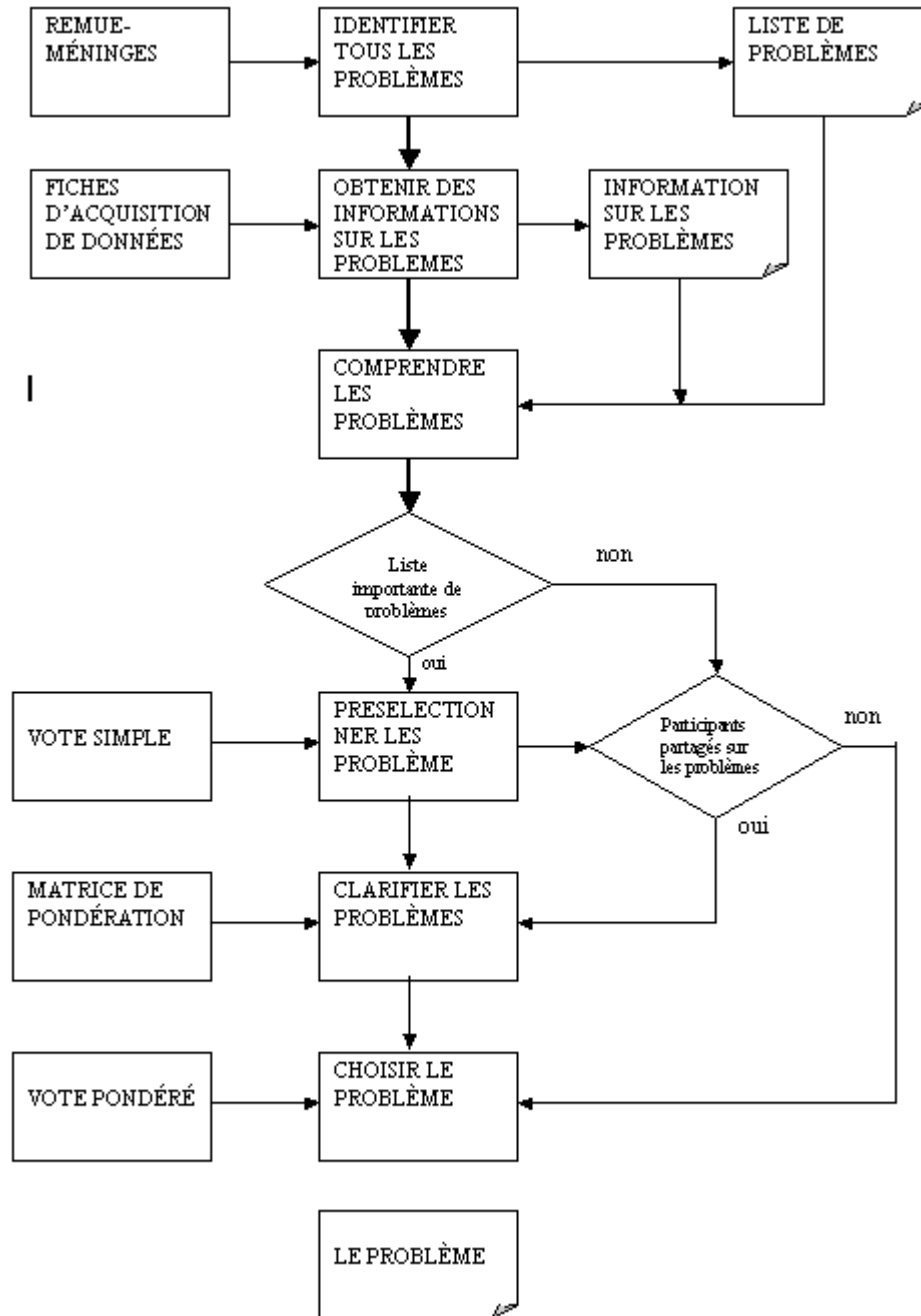 REMUE-
MÉNINGES
IDENTIFIER
TOUS LES
PROBLÈMES
LISTE DE
PROBLÈMES
FICHES
D'ACQUISITION
DE DONNÉES
OBTENIR DES
INFORMATIONS
SUR LES
PROBLEMES
INFORMATION
SUR LES
PROBLÈMES
COMPRENDRE
LES
PROBLÈMES
Liste
importante de
problèmes
non
oui
VOTE SIMPLE
PRESELECTION
NER LES
PROBLÈME
Participants
partagés sur
les problèmes
non
oui
MATRICE DE
PONDÉRATION
CLARIFIER LES
PROBLÈMES
VOTE PONDÉRÉ
CHOISIR LE
PROBLÈME
LE PROBLÈME